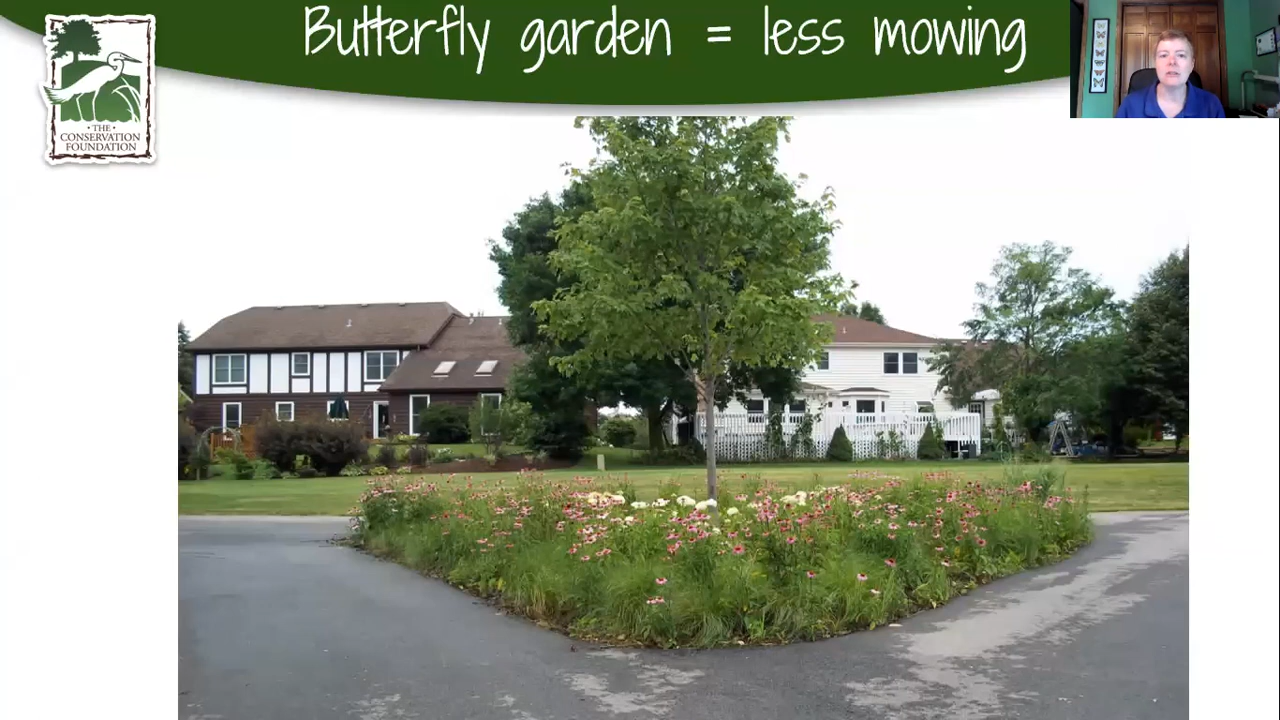 Butterfly garden = less mowing
• THE •
CONSERVATION
FOUNDATION